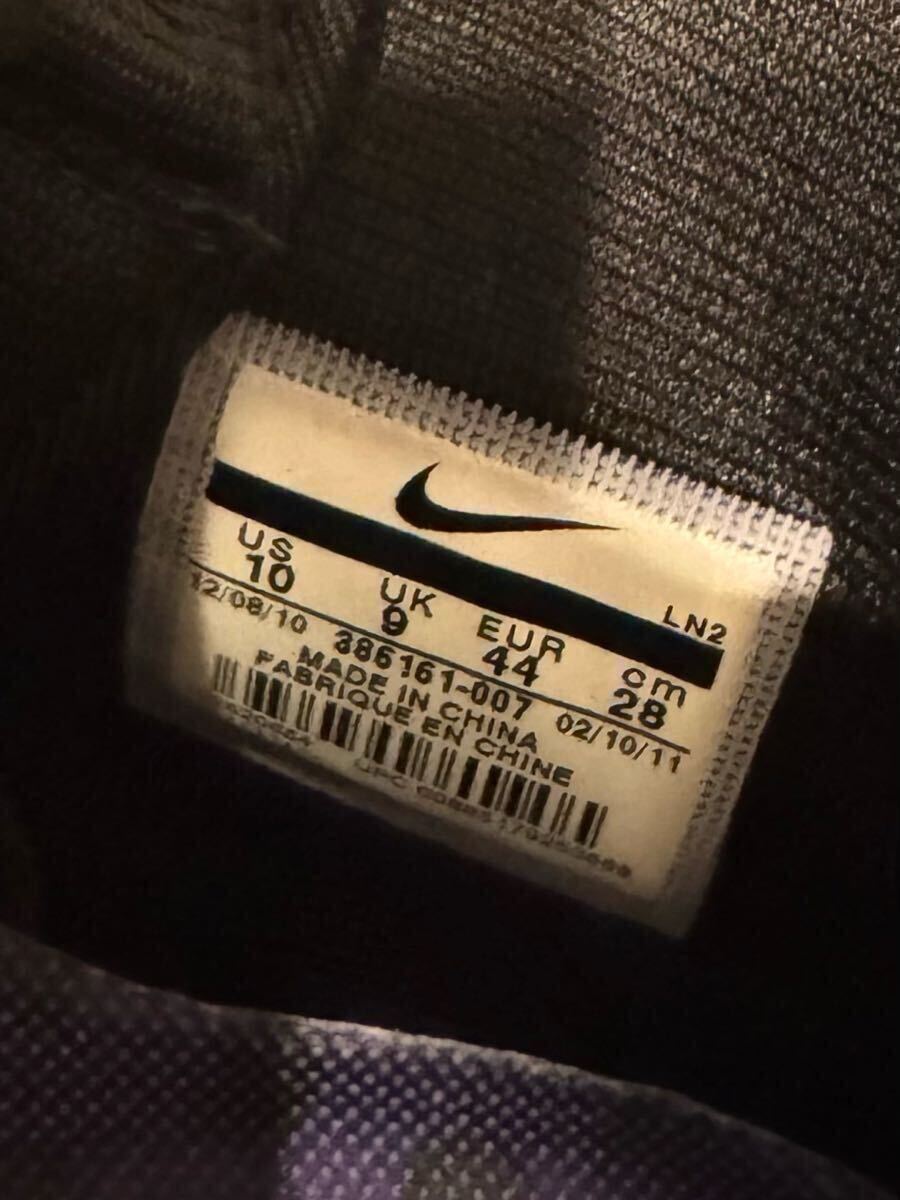 LN2
US UK EUR cm
10 9 44 28
12/08/10 386161-007 02/10/11
MADE IN CHINA
FABRIQUE EN CHINE
UPC